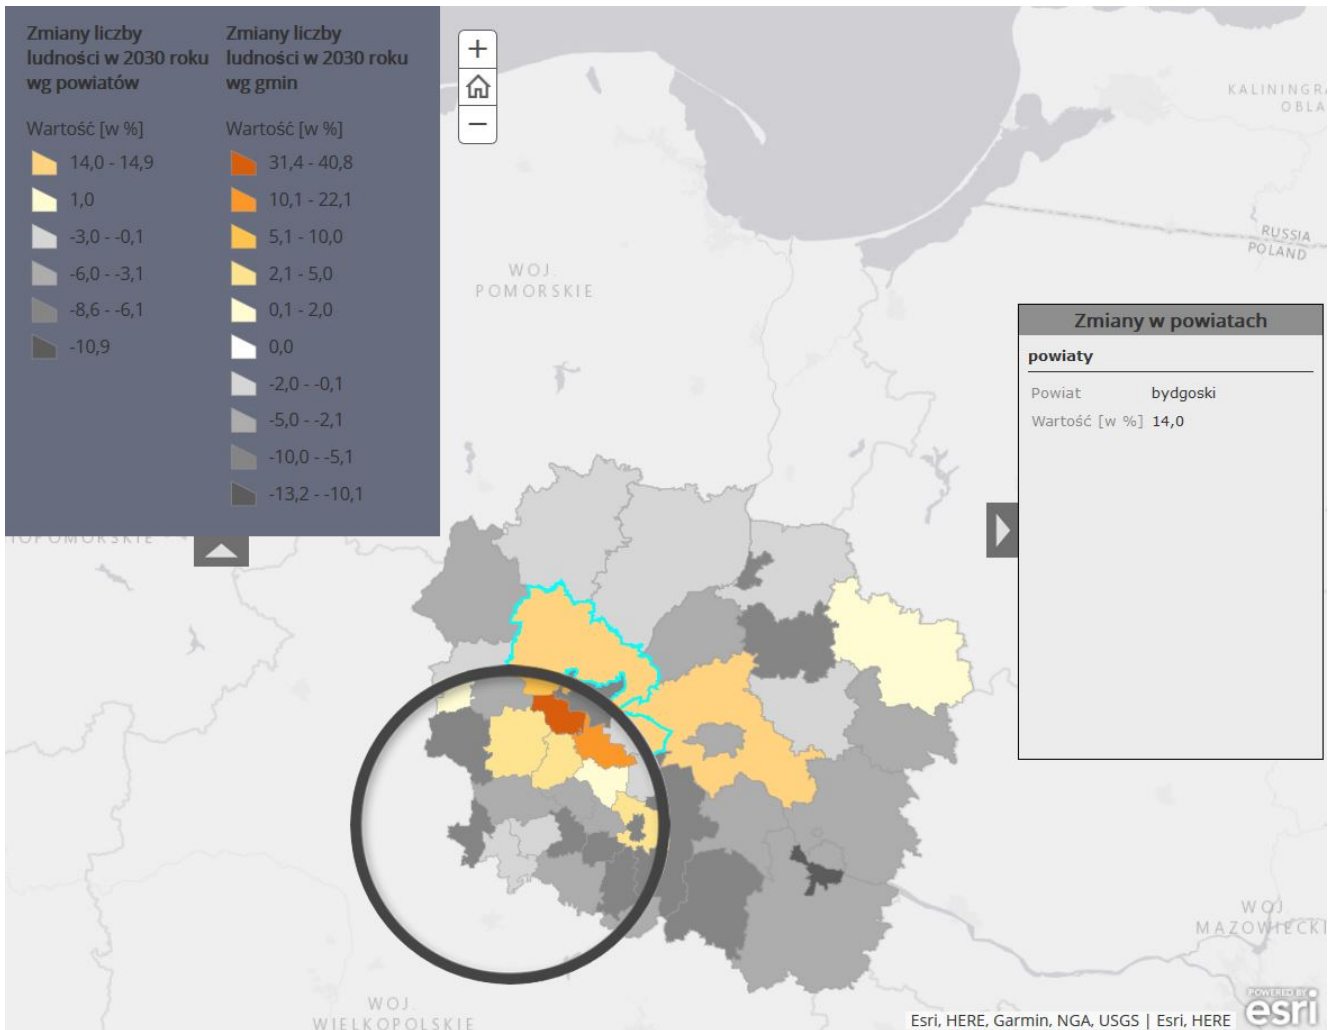 Zmiany liczby
ludności w 2030 roku
wg powiatów
Wartość [w %]
14,0 - 14,9
1,0
-3,0 - -0,1
-6,0 - -3,1
-8,6 - -6,1
-10,9
Zmiany liczby
ludności w 2030 roku
wg gmin
Wartość [w %]
31,4 - 40,8
10,1 - 22,1
5,1 - 10,0
2,1 - 5,0
0,1 - 2,0
0,0
-2,0 - -0,1
-5,0 - -2,1
-10,0 - -5,1
-13,2 - -10,1
+
−
KALININGRA
OBLA
RUSSIA
POLAND
WOJ.
POMORSKIE
Zmiany w powiatach
powiaty
Powiat bydgoski
Wartość [w %] 14,0
WOJ.
MAZOWIECKI
WOJ.
WIELKOPOLSKIE
POWERED BY
esri
Esri, HERE, Garmin, NGA, USGS | Esri, HERE